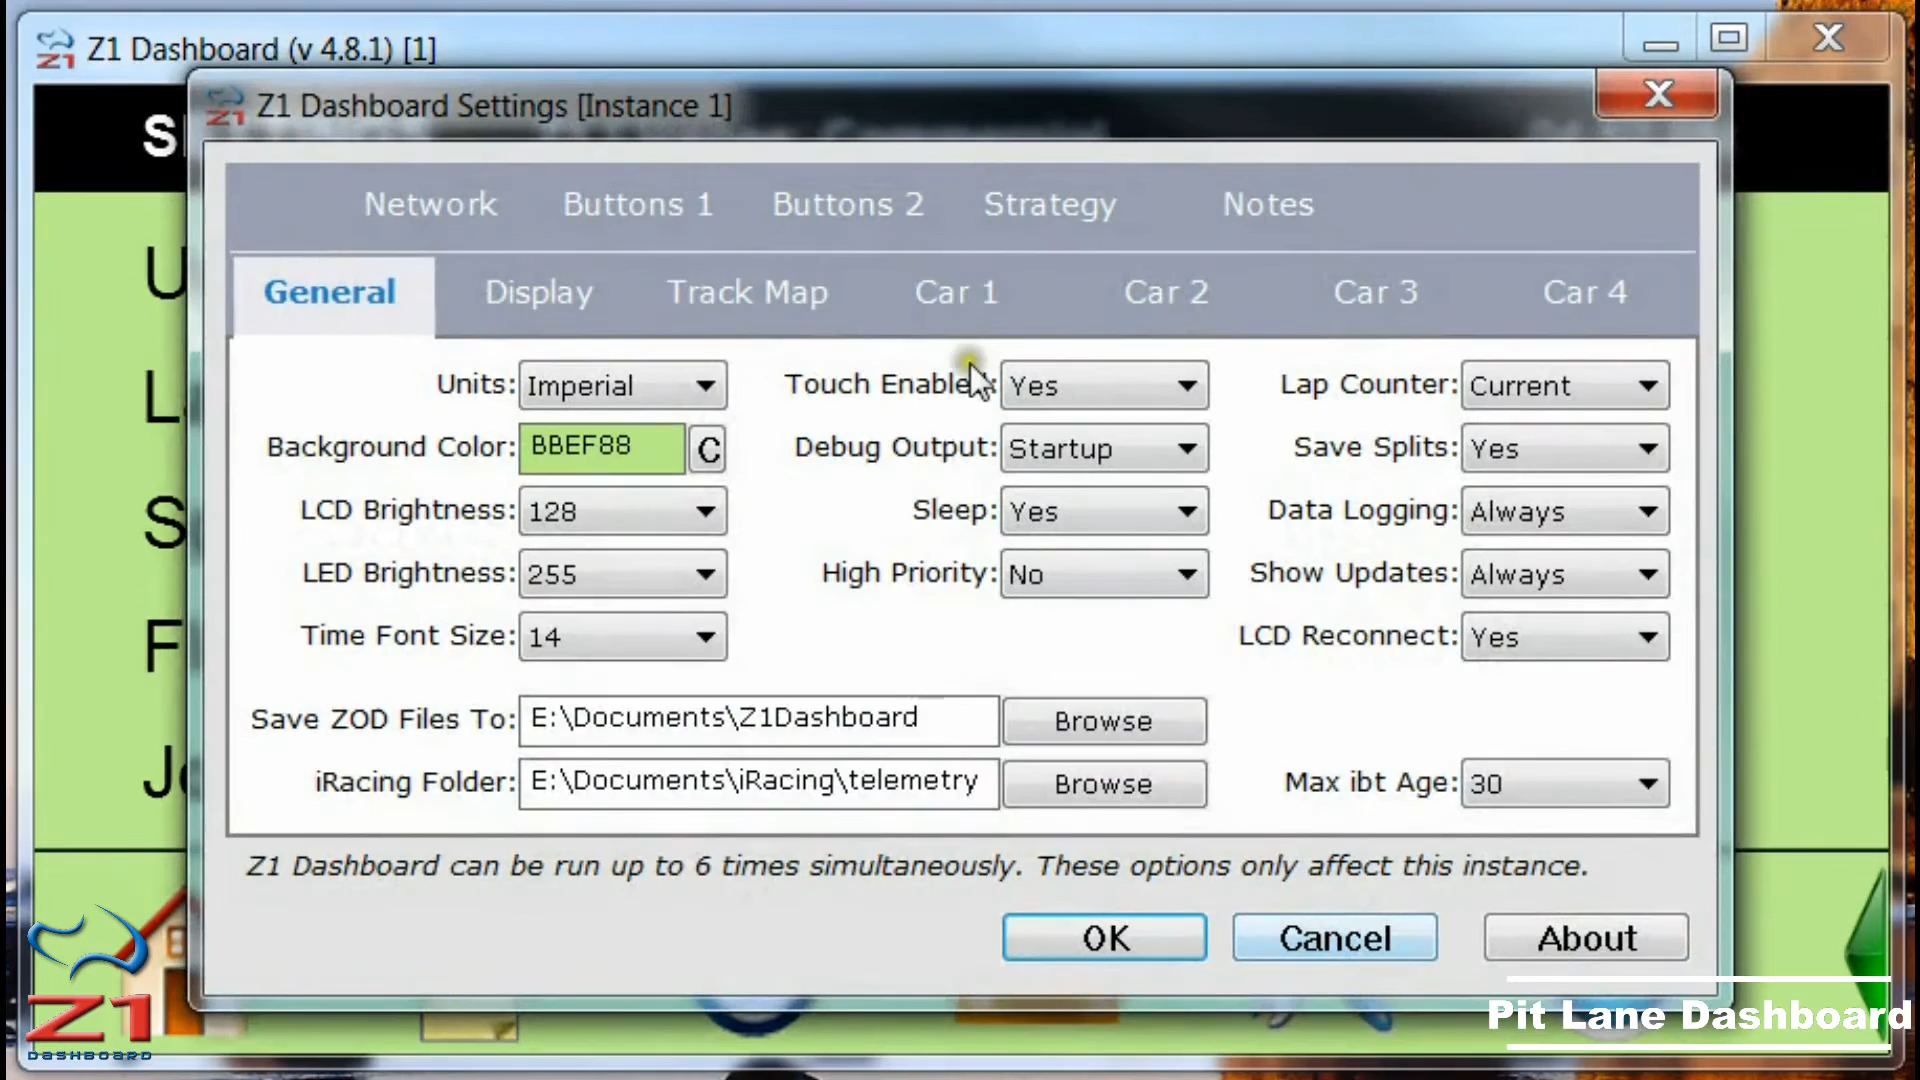 Z1 Dashboard (v 4.8.1) [1]
Z1 Dashboard Settings [Instance 1]
Network Buttons 1 Buttons 2 Strategy Notes
General Display Track Map Car 1 Car 2 Car 3 Car 4
Units: Imperial Touch Enabled: Yes Lap Counter: Current
Background Color: BBEF88 C Debug Output: Startup Save Splits: Yes
LCD Brightness: 128 Sleep: Yes Data Logging: Always
LED Brightness: 255 High Priority: No Show Updates: Always
Time Font Size: 14 LCD Reconnect: Yes
Save ZOD Files To: E:\Documents\Z1Dashboard Browse
iRacing Folder: E:\Documents\iRacing\telemetry Browse Max ibt Age: 30
Z1 Dashboard can be run up to 6 times simultaneously. These options only affect this instance.
OK Cancel About
Z1
DASHBOARD
Pit Lane Dashboard